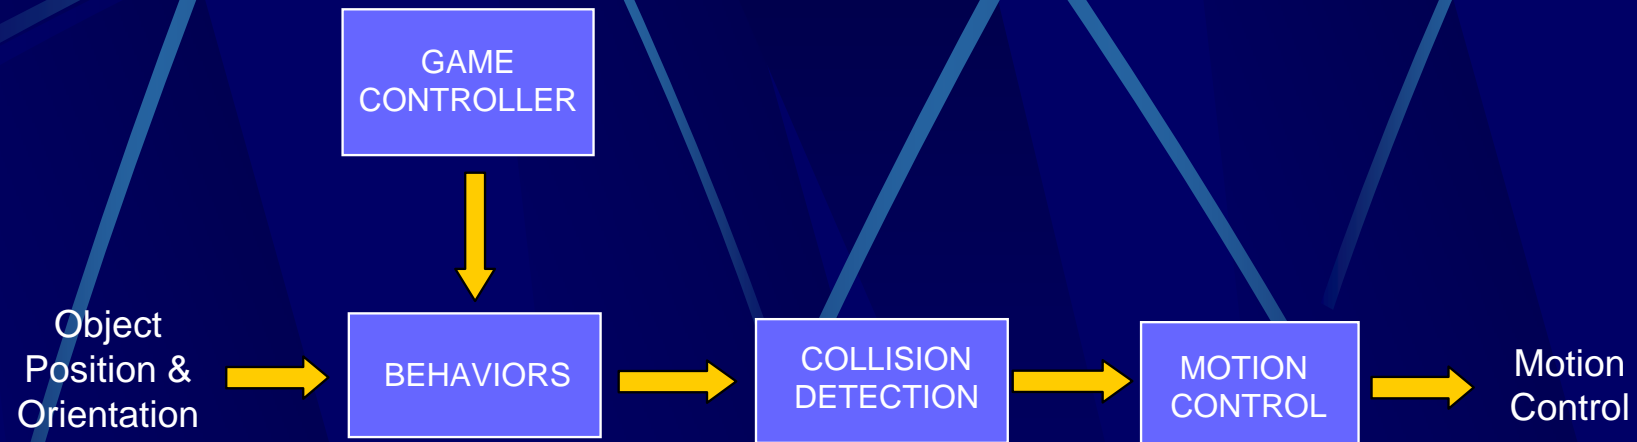 GAME
CONTROLLER
Object
Position &
Orientation
BEHAVIORS
COLLISION
DETECTION
MOTION
CONTROL
Motion
Control